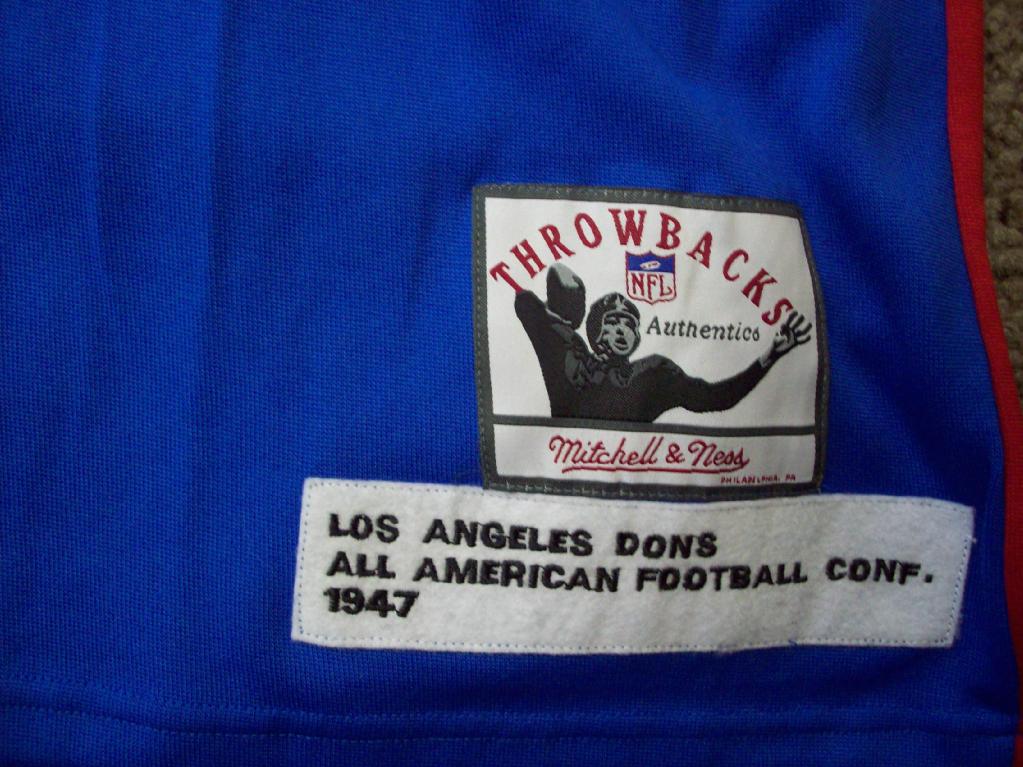 THROWBACKS
NFL
Authentics
Mitchell & Ness
PHILADELPHIA, PA
LOS ANGELES DONS
ALL AMERICAN FOOTBALL CONF.
1947